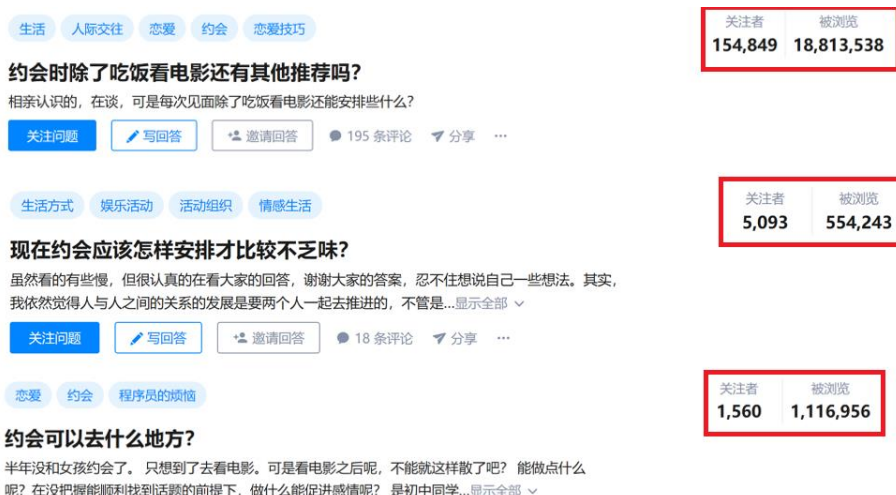 生活 人际交往 恋爱 约会 恋爱技巧
关注者 被浏览
154,849 18,813,538
约会时除了吃饭看电影还有其他推荐吗?
相亲认识的，在谈，可是每次见面除了吃饭看电影还能安排些什么?
关注问题 写回答 邀请回答 195 条评论 分享 ···
生活方式 娱乐活动 活动组织 情感生活
关注者 被浏览
5,093 554,243
现在约会应该怎样安排才比较不乏味?
虽然看的有些慢，但很认真的在看大家的回答，谢谢大家的答案，忍不住想说自己一些想法。其实，
我依然觉得人与人之间的关系的发展是要两个人一起去推进的，不管是...显示全部
关注问题 写回答 邀请回答 18 条评论 分享 ···
恋爱 约会 程序员的烦恼
关注者 被浏览
1,560 1,116,956
约会可以去什么地方?
半年没和女孩约会了。 只想到了去看电影。可是看电影之后呢，不能就这样散了吧? 能做点什么
呢? 在没把握能顺利找到话题的前提下，做什么能促进感情呢? 是初中同学...显示全部